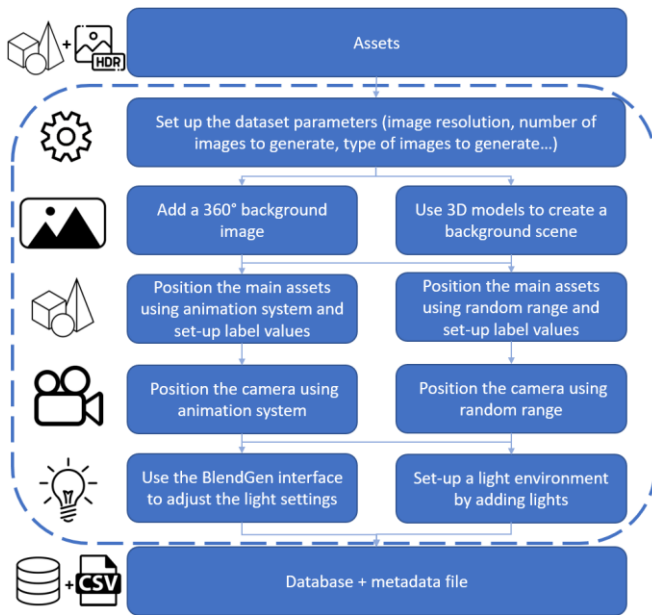 HDR
Assets
Set up the dataset parameters (image resolution, number of
images to generate, type of images to generate…)
Add a 360° background
image
Use 3D models to create a
background scene
Position the main assets
using animation system and
set-up label values
Position the main assets
using random range and
set-up label values
Position the camera using
animation system
Position the camera using
random range
Use the BlendGen interface
to adjust the light settings
Set-up a light environment
by adding lights
CSV
Database + metadata file